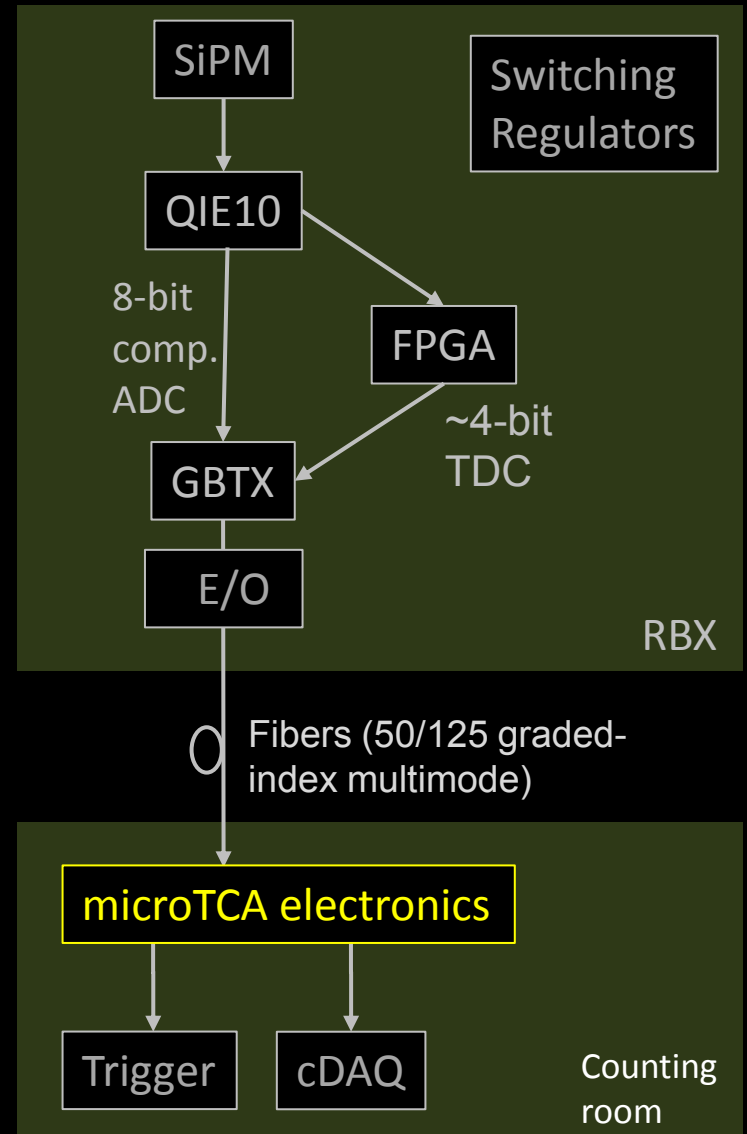 SiPM
Switching
Regulators
QIE10
8-bit
comp.
ADC
FPGA
~4-bit
TDC
GBTX
E/O
RBX
Fibers (50/125 graded-
index multimode)
microTCA electronics
Trigger
cDAQ
Counting
room